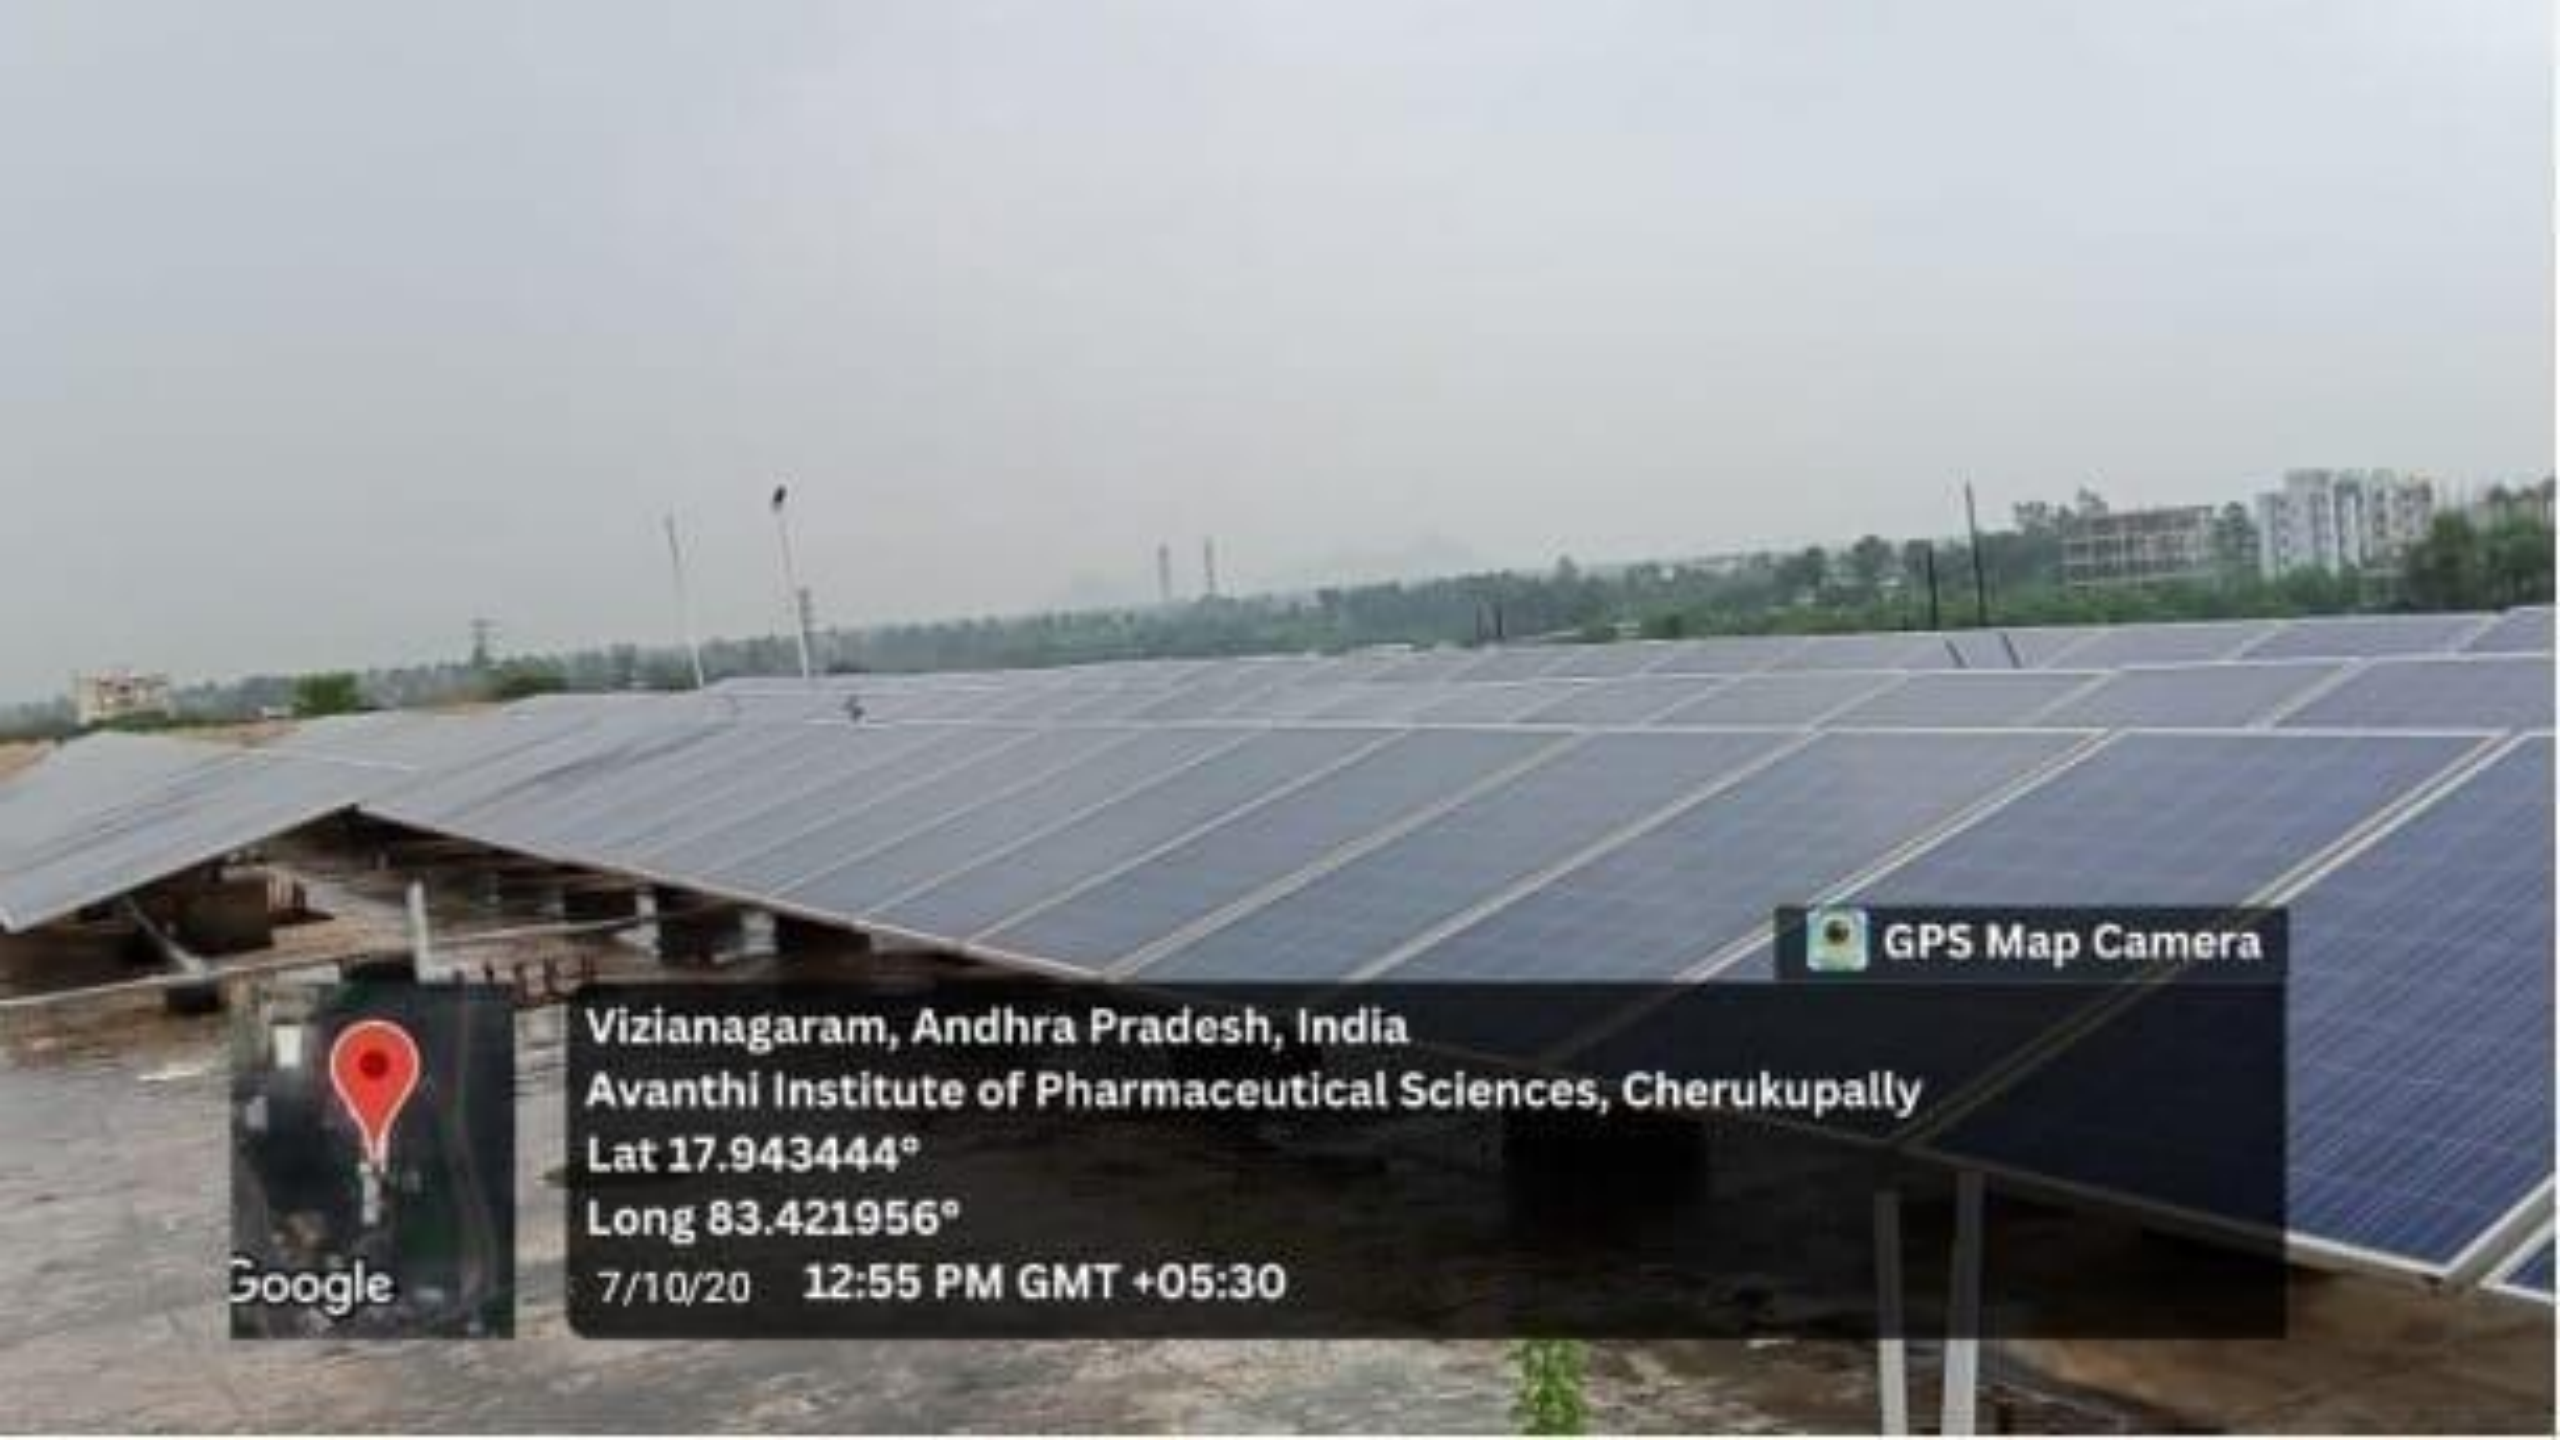 GPS Map Camera
Vizianagaram, Andhra Pradesh, India
Avanthi Institute of Pharmaceutical Sciences, Cherukupally
Lat 17.943444°
Long 83.421956°
7/10/20 12:55 PM GMT +05:30
Google